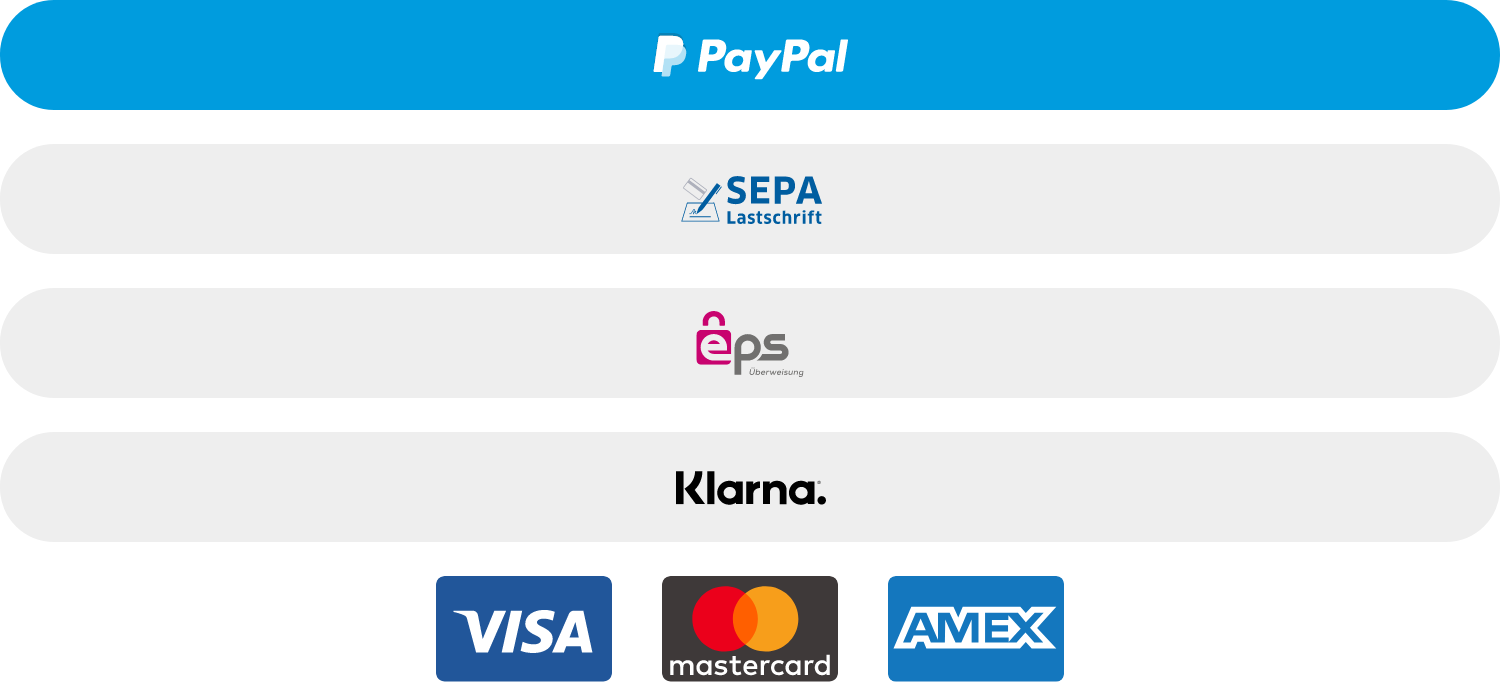 PayPal
SEPA
Lastschrift
eps
Überweisung
Klarna.
VISA
mastercard
AMEX